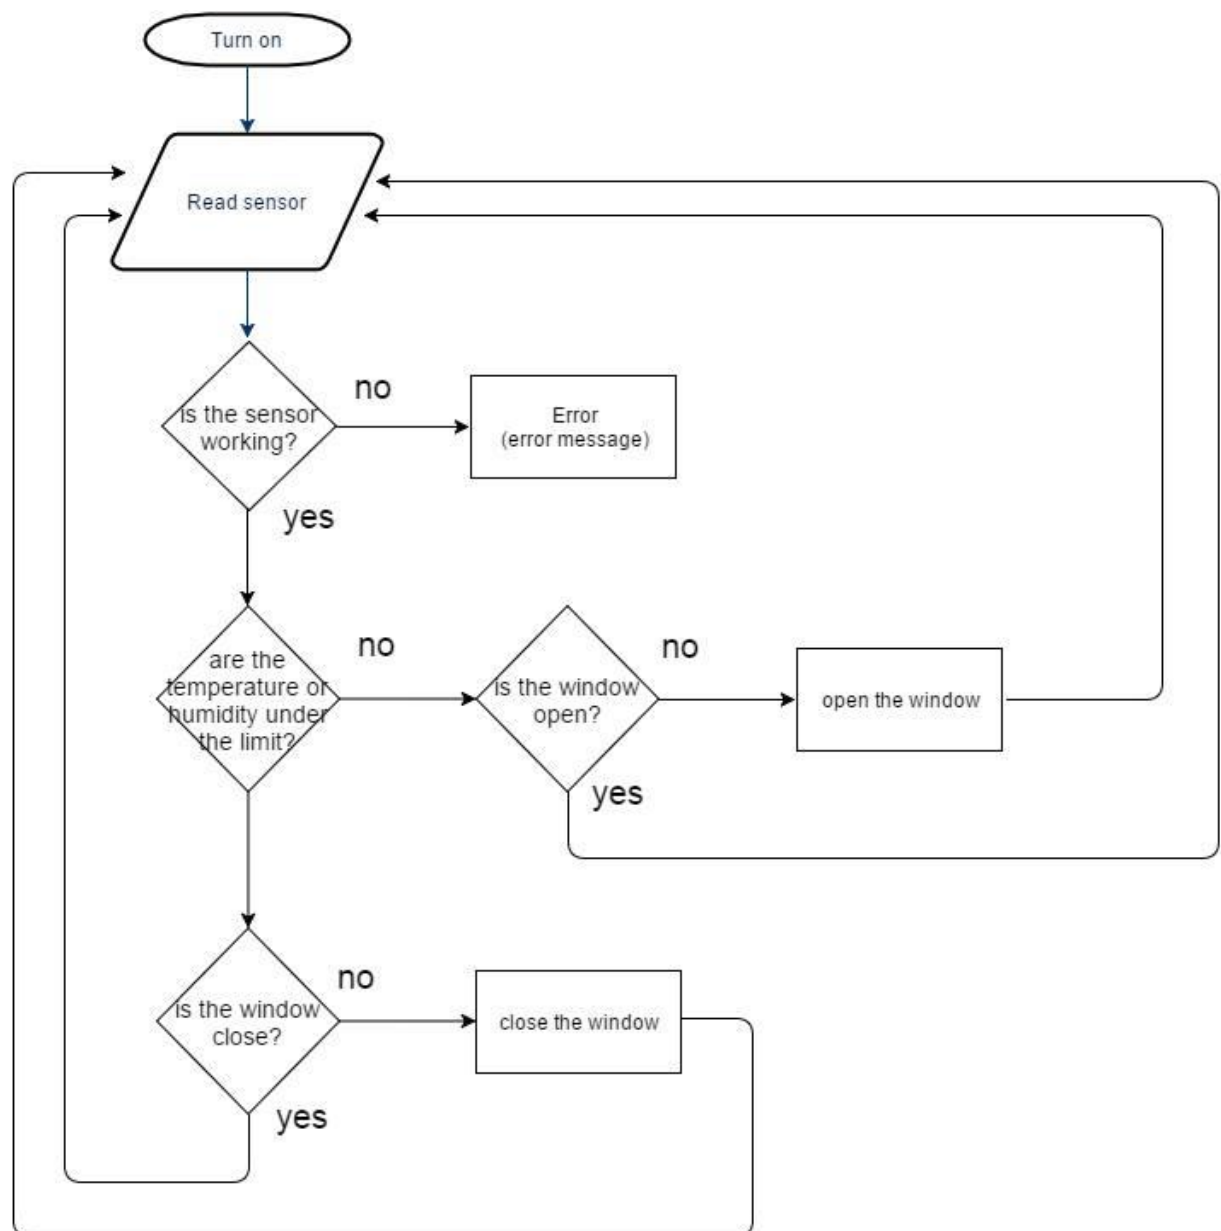 Turn on
Read sensor
is the sensor
working?
no
Error
(error message)
yes
are the
temperature or
humidity under
the limit?
no
is the window
open?
no
open the window
yes
is the window
close?
no
close the window
yes